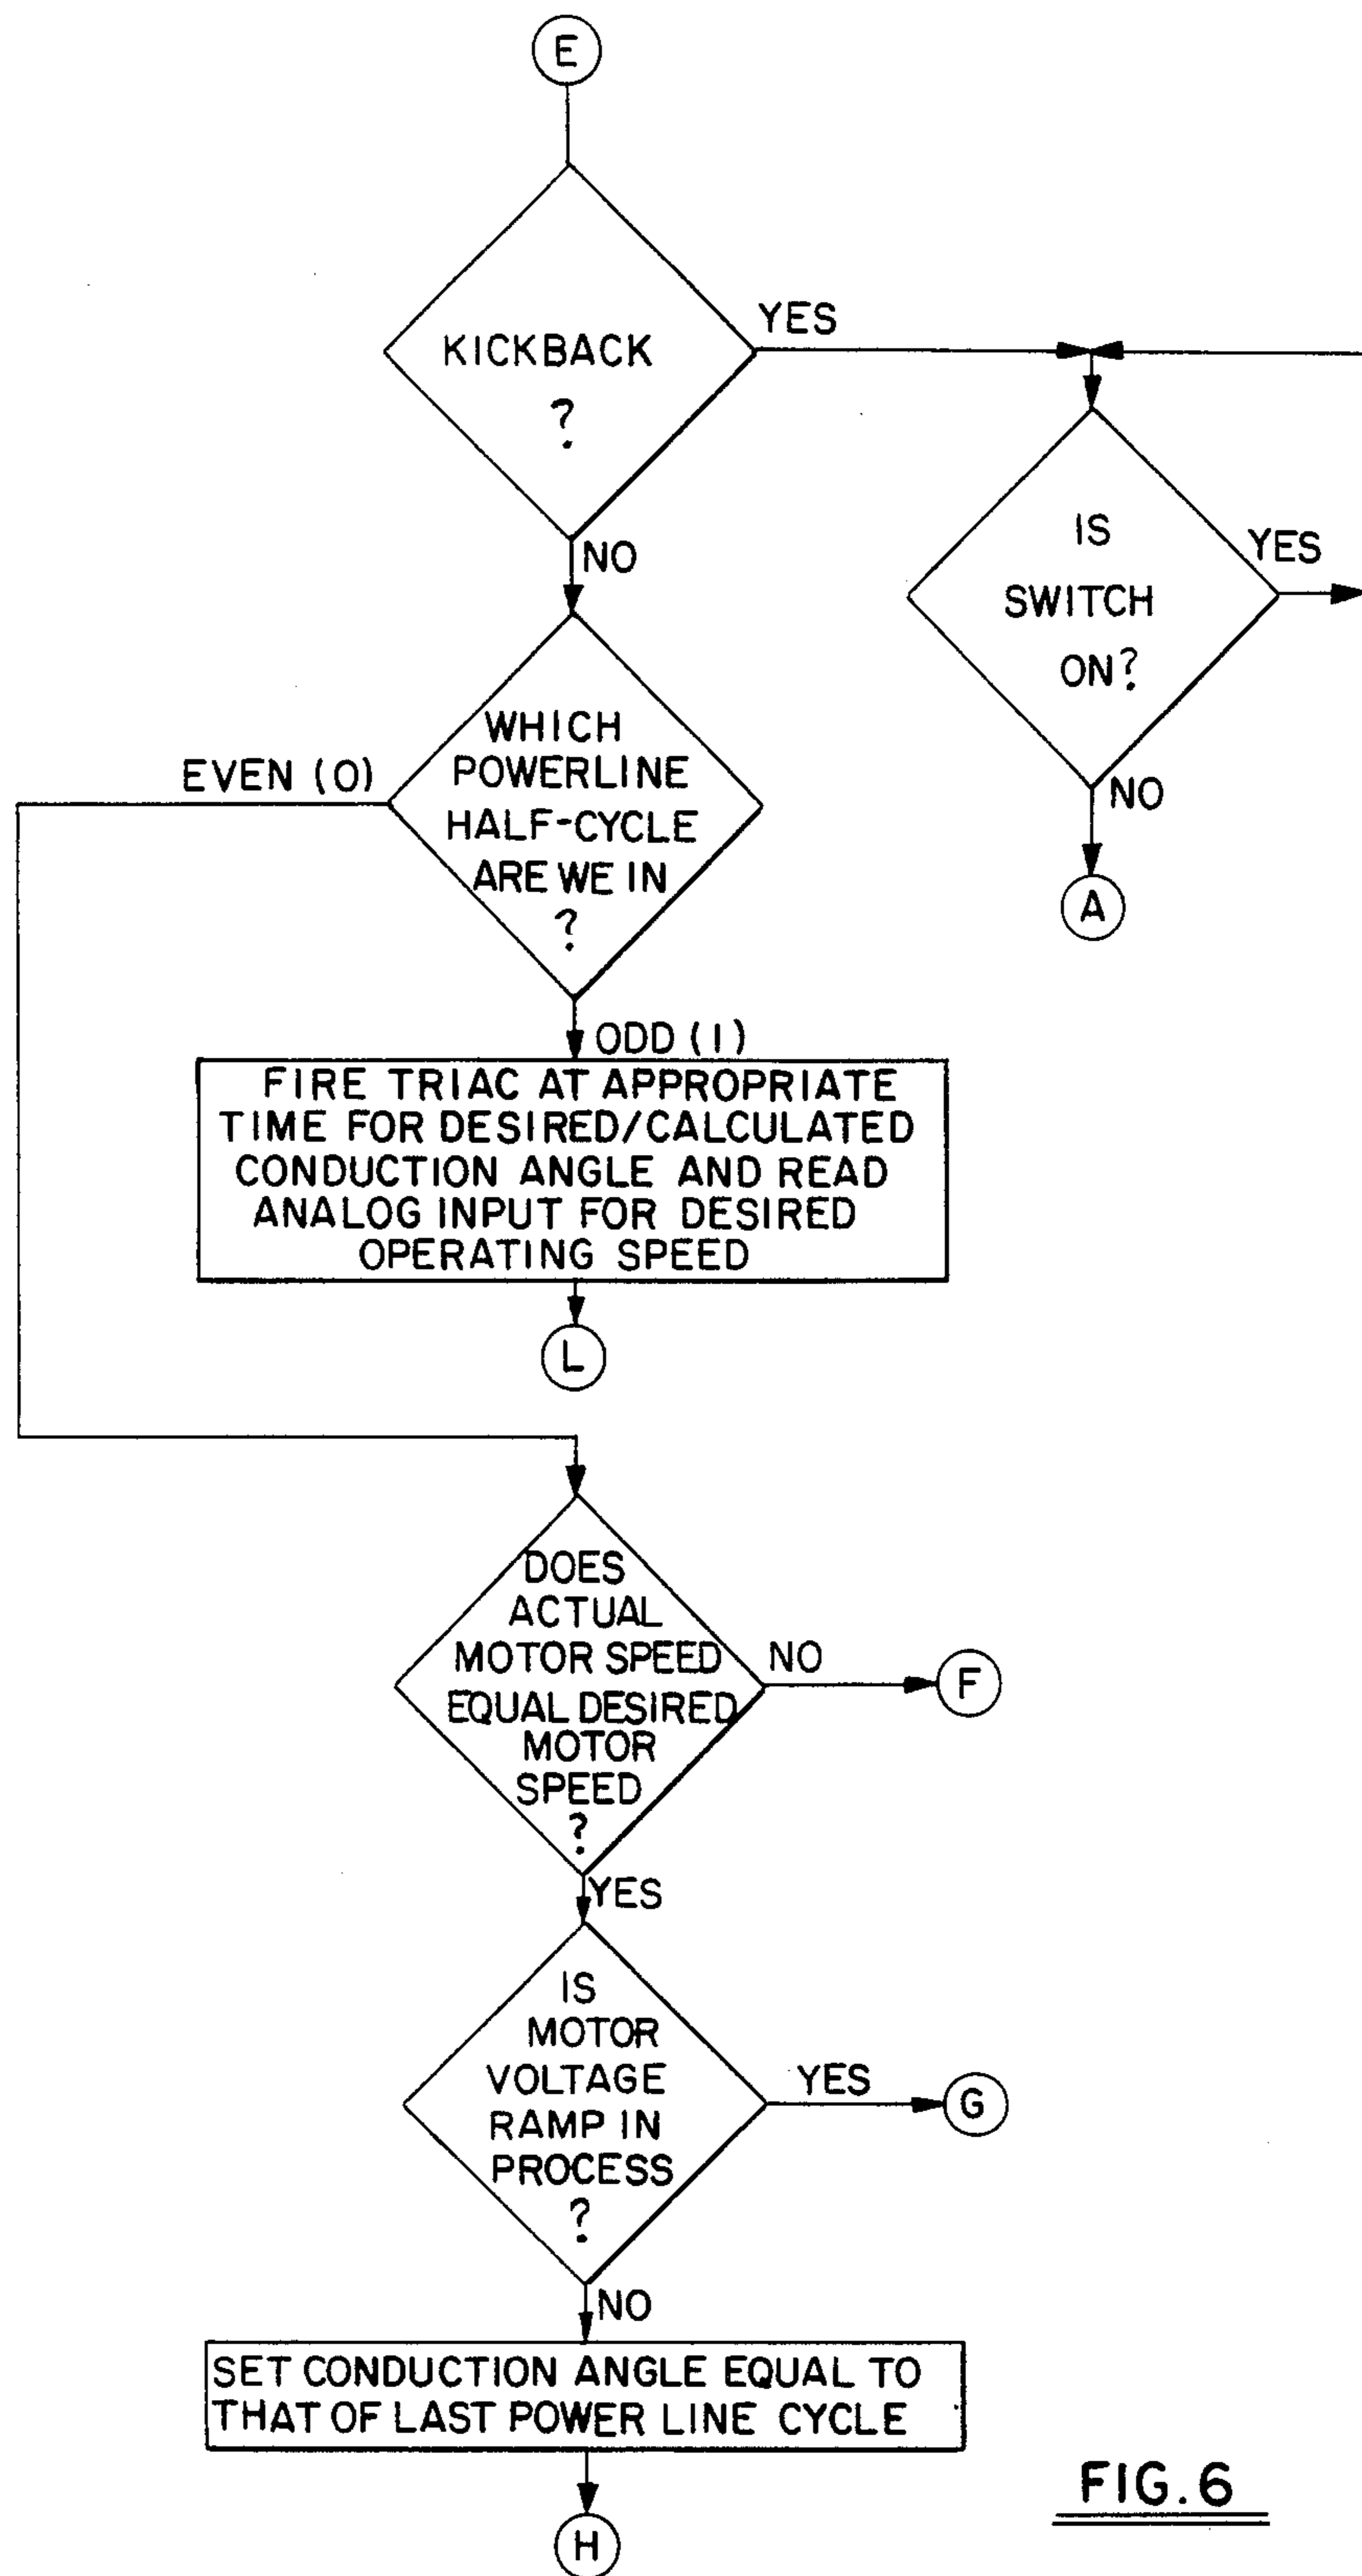 E
KICKBACK
?
YES
NO
IS
SWITCH
ON?
YES
NO
A
WHICH
POWERLINE
HALF-CYCLE
ARE WE IN
?
EVEN (0)
ODD (1)
FIRE TRIAC AT APPROPRIATE
TIME FOR DESIRED/CALCULATED
CONDUCTION ANGLE AND READ
ANALOG INPUT FOR DESIRED
OPERATING SPEED
L
DOES
ACTUAL
MOTOR SPEED
EQUAL DESIRED
MOTOR
SPEED
?
NO
F
YES
IS
MOTOR
VOLTAGE
RAMP IN
PROCESS
?
YES
G
NO
SET CONDUCTION ANGLE EQUAL TO
THAT OF LAST POWER LINE CYCLE
H
FIG.6